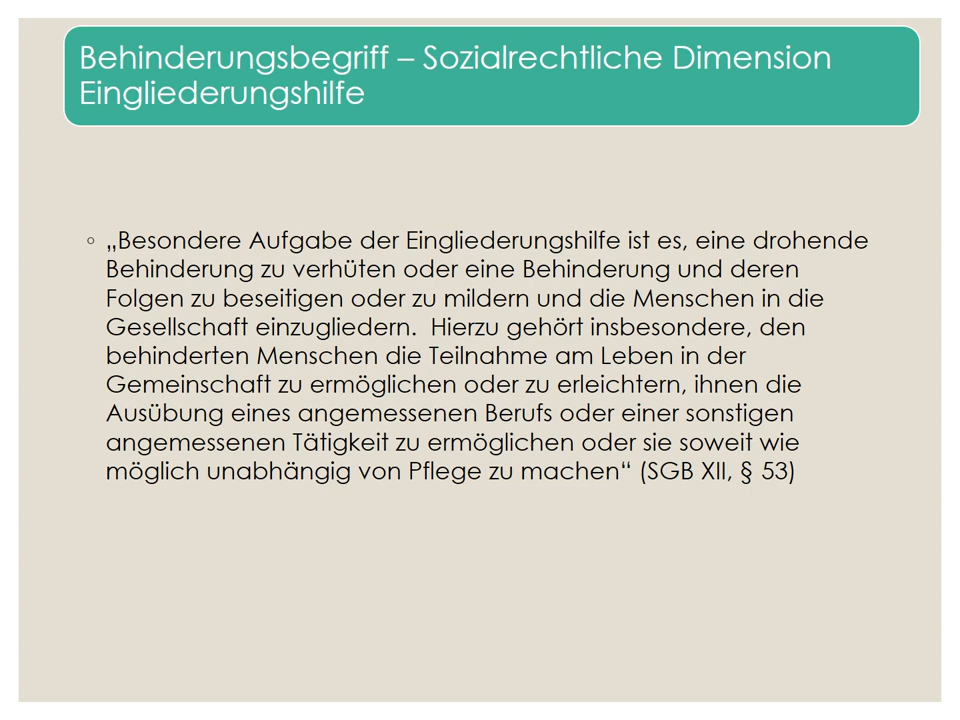 Behinderungsbegriff – Sozialrechtliche Dimension
Eingliederungshilfe
◦ „Besondere Aufgabe der Eingliederungshilfe ist es, eine drohende
Behinderung zu verhüten oder eine Behinderung und deren
Folgen zu beseitigen oder zu mildern und die Menschen in die
Gesellschaft einzugliedern.  Hierzu gehört insbesondere, den
behinderten Menschen die Teilnahme am Leben in der
Gemeinschaft zu ermöglichen oder zu erleichtern, ihnen die
Ausübung eines angemessenen Berufs oder einer sonstigen
angemessenen Tätigkeit zu ermöglichen oder sie soweit wie
möglich unabhängig von Pflege zu machen“ (SGB XII, § 53)